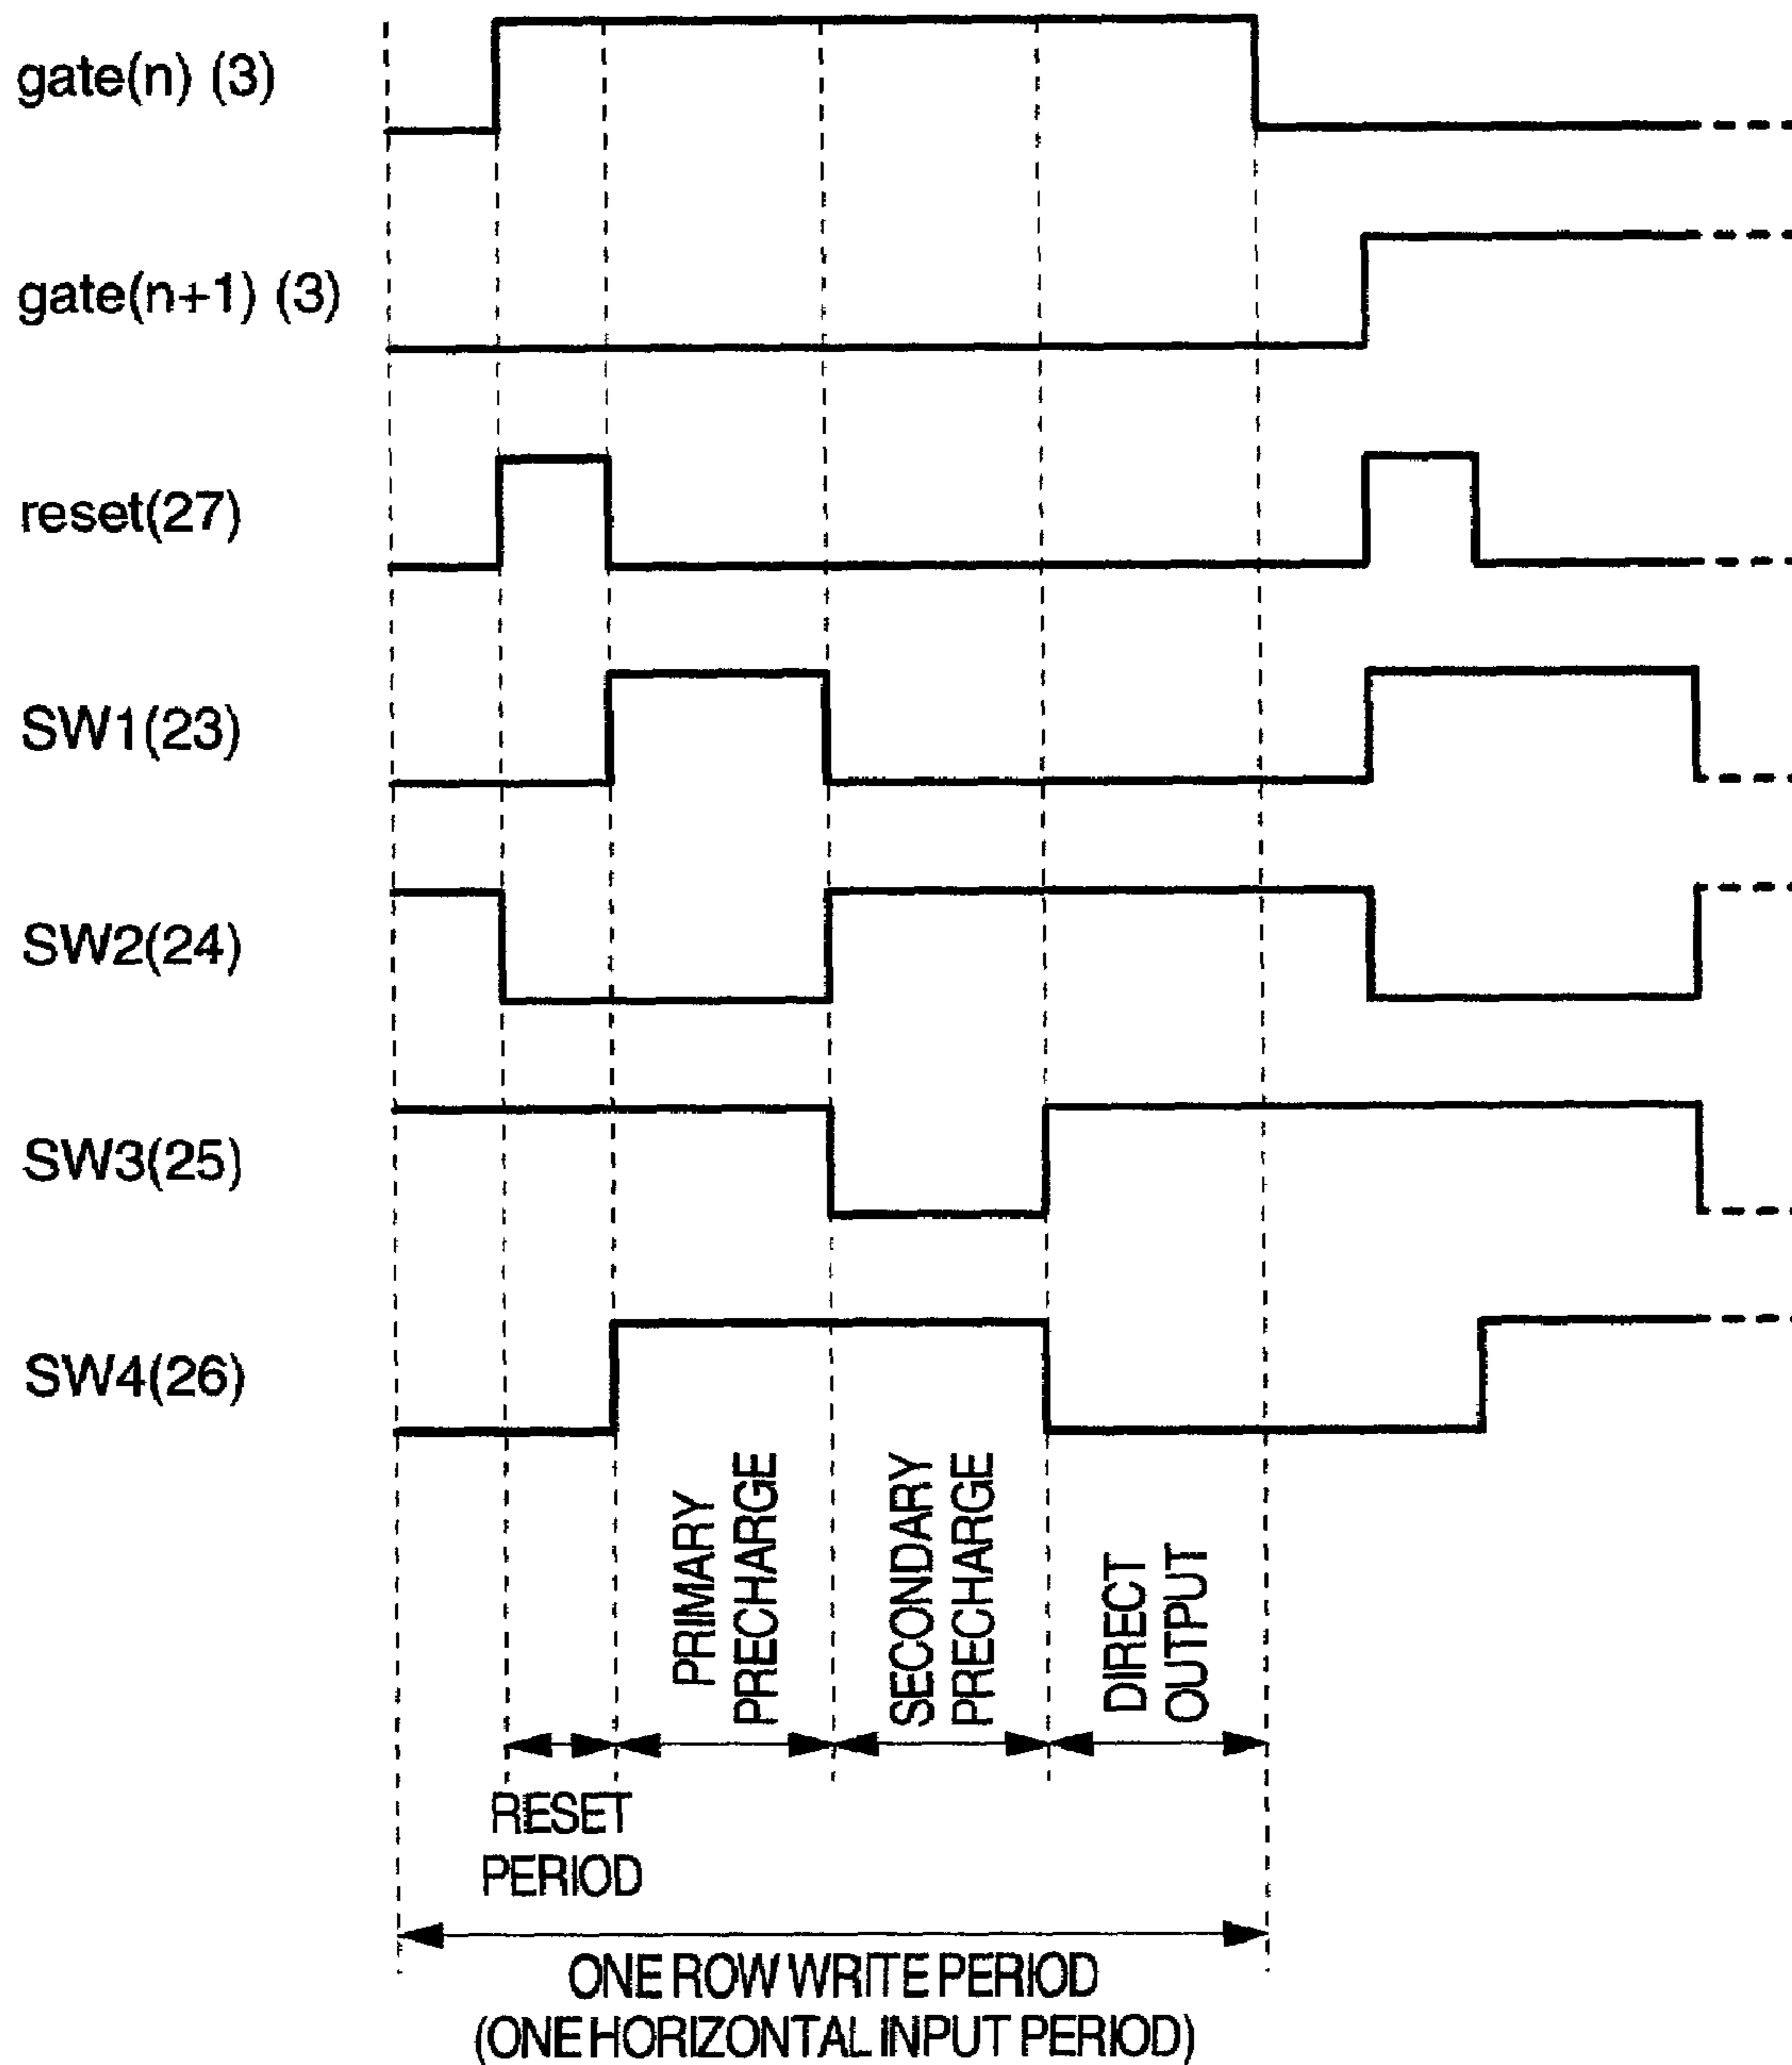 gate(n) (3)
gate(n+1) (3)
reset(27)
SW1(23)
SW2(24)
SW3(25)
SW4(26)
PRIMARY
PRECHARGE
SECONDARY
PRECHARGE
DIRECT
OUTPUT
RESET
PERIOD
ONE ROW WRITE PERIOD
(ONE HORIZONTAL INPUT PERIOD)